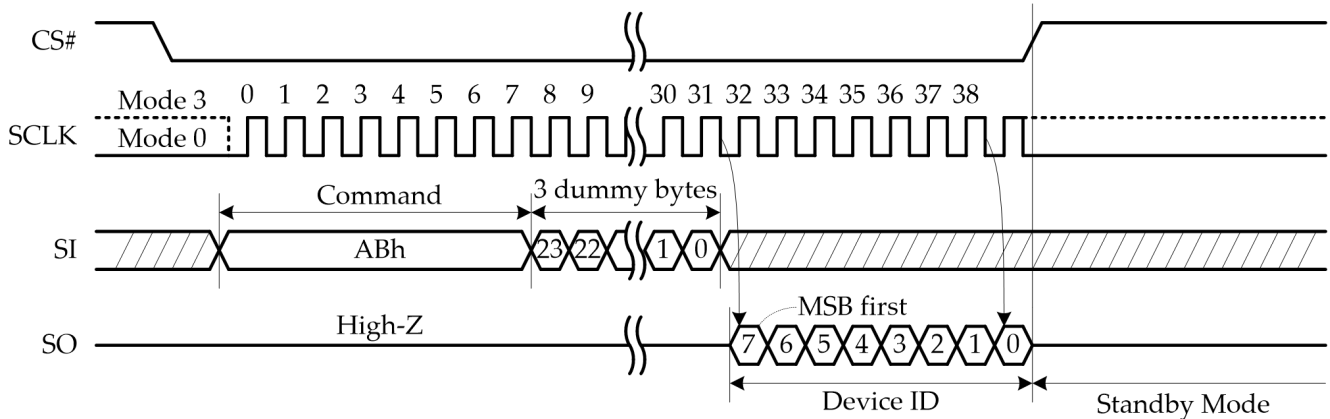 CS#
Mode 3 0 1 2 3 4 5 6 7 8 9 30 31 32 33 34 35 36 37 38
SCLK Mode 0
Command 3 dummy bytes
SI ABh 23 22 1 0
High-Z MSB first
SO 7 6 5 4 3 2 1 0
Device ID Standby Mode